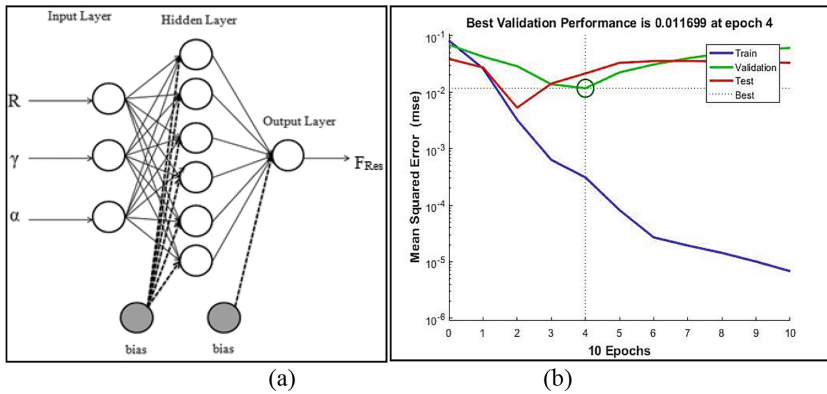 Input Layer
Hidden Layer
Output Layer
R
γ
α
F_Res
bias
bias
(a)
Best Validation Performance is 0.011699 at epoch 4
Mean Squared Error (mse)
10^-1
10^-2
10^-3
10^-4
10^-5
10^-6
0 1 2 3 4 5 6 7 8 9 10
10 Epochs
Train
Validation
Test
Best
(b)